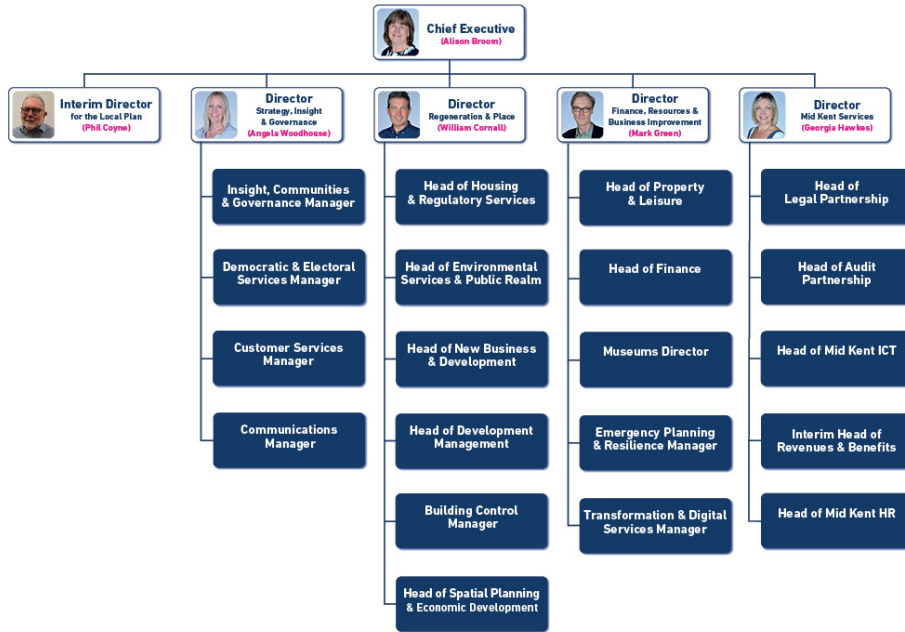 Chief Executive
(Alison Broom)
Interim Director
for the Local Plan
(Phil Coyne)
Director
Strategy, Insight
& Governance
(Angela Woodhouse)
Director
Regeneration & Place
(William Cornall)
Director
Finance, Resources &
Business Improvement
(Mark Green)
Director
Mid Kent Services
(Georgia Hawkes)
Insight, Communities
& Governance Manager
Democratic & Electoral
Services Manager
Customer Services
Manager
Communications
Manager
Head of Housing
& Regulatory Services
Head of Environmental
Services & Public Realm
Head of New Business
& Development
Head of Development
Management
Building Control
Manager
Head of Spatial Planning
& Economic Development
Head of Property
& Leisure
Head of Finance
Museums Director
Emergency Planning
& Resilience Manager
Transformation & Digital
Services Manager
Head of
Legal Partnership
Head of Audit
Partnership
Head of Mid Kent ICT
Interim Head of
Revenues & Benefits
Head of Mid Kent HR